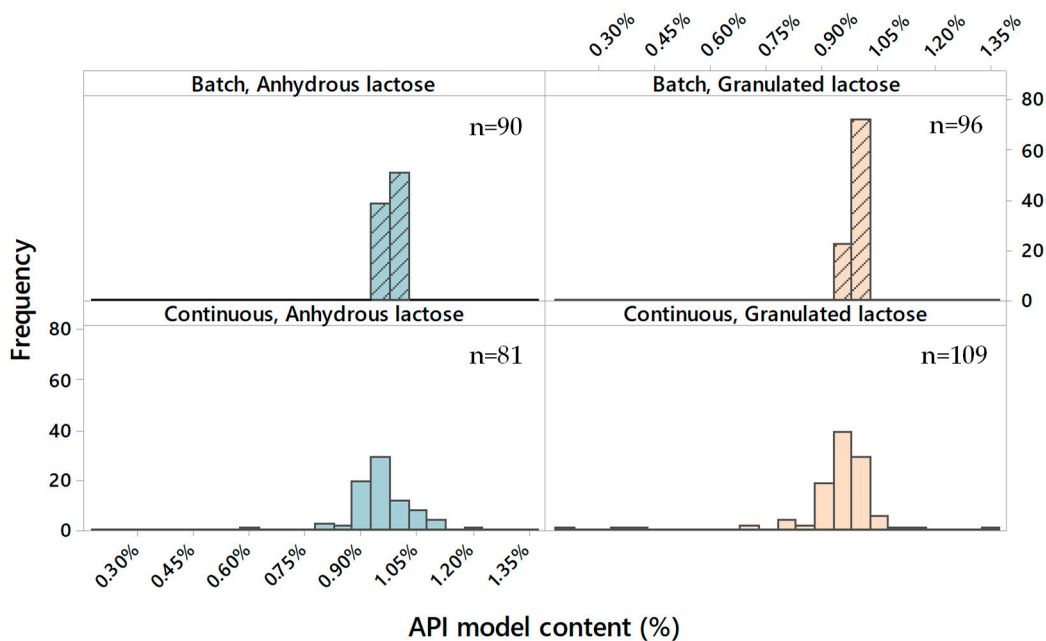 0.30% 0.45% 0.60% 0.75% 0.90% 1.05% 1.20% 1.35%
Batch, Anhydrous lactose
Batch, Granulated lactose
n=90
n=96
80
60
40
20
0
Frequency
Continuous, Anhydrous lactose
Continuous, Granulated lactose
80
60
40
20
0
n=81
n=109
0.30% 0.45% 0.60% 0.75% 0.90% 1.05% 1.20% 1.35%
API model content (%)